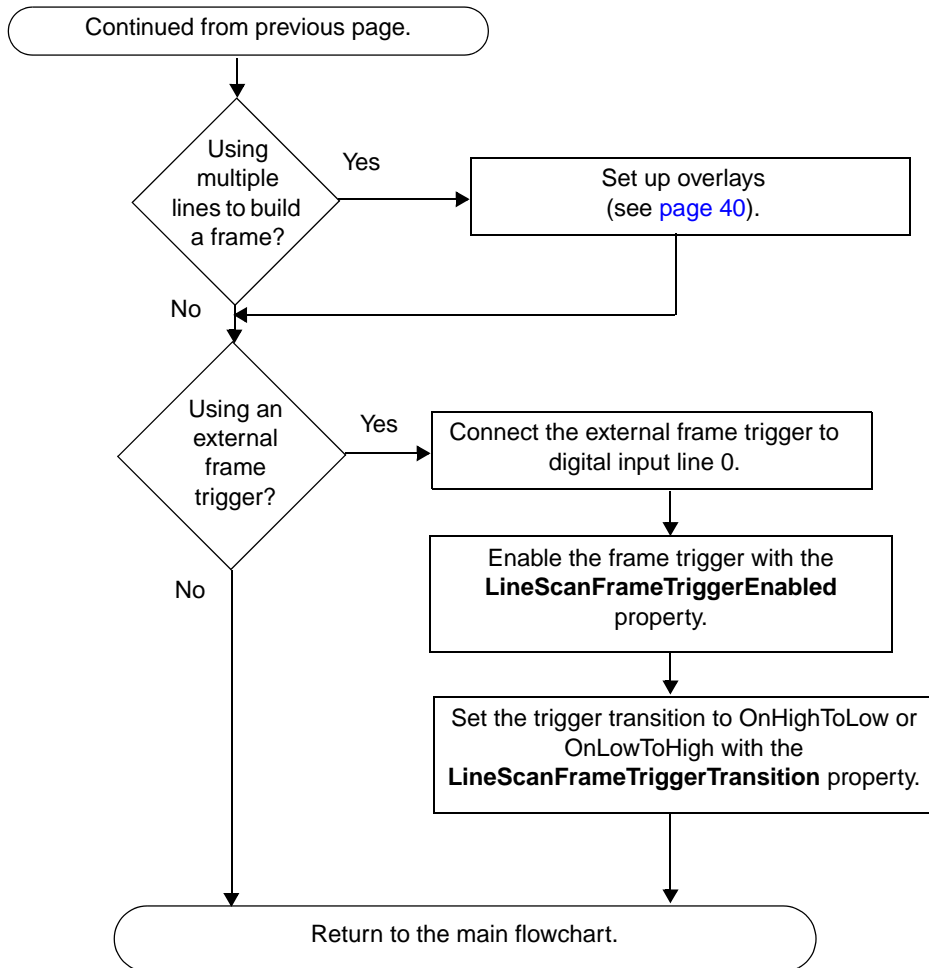 Continued from previous page.
Using
multiple
lines to build
a frame?
Yes
Set up overlays
(see page 40).
No
Using an
external
frame
trigger?
Yes
Connect the external frame trigger to
digital input line 0.
Enable the frame trigger with the
LineScanFrameTriggerEnabled
property.
No
Set the trigger transition to OnHighToLow or
OnLowToHigh with the
LineScanFrameTriggerTransition property.
Return to the main flowchart.